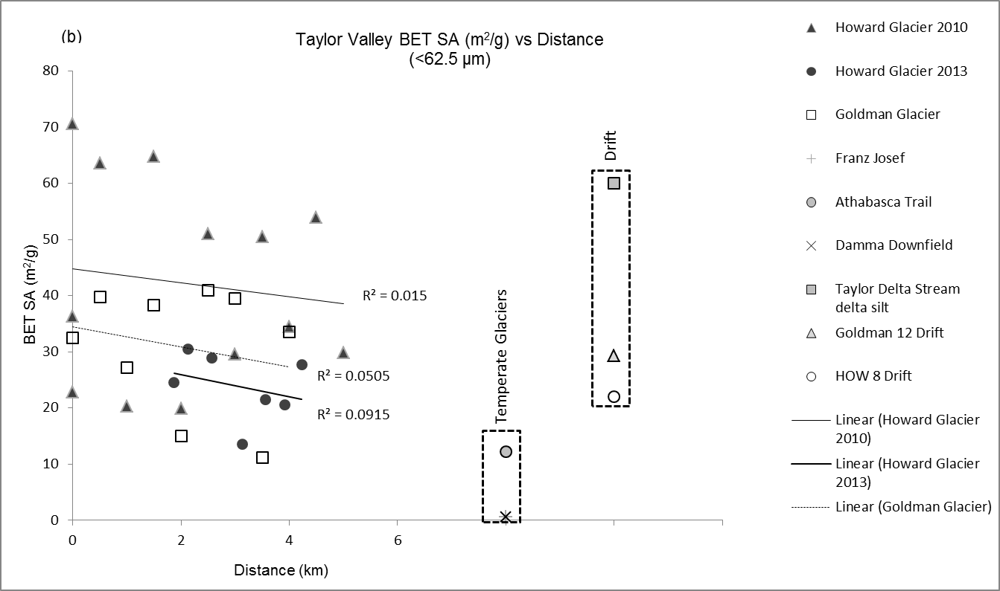 (b)
Taylor Valley BET SA (m²/g) vs Distance
(<62.5 µm)
80
70
60
50
40
30
20
10
0
BET SA (m²/g)
0
2
4
6
Distance (km)
R² = 0.015
R² = 0.0505
R² = 0.0915
Temperate Glaciers
Drift
Howard Glacier 2010
Howard Glacier 2013
Goldman Glacier
Franz Josef
Athabasca Trail
Damma Downfield
Taylor Delta Stream
delta silt
Goldman 12 Drift
HOW 8 Drift
Linear (Howard Glacier
2010)
Linear (Howard Glacier
2013)
Linear (Goldman Glacier)